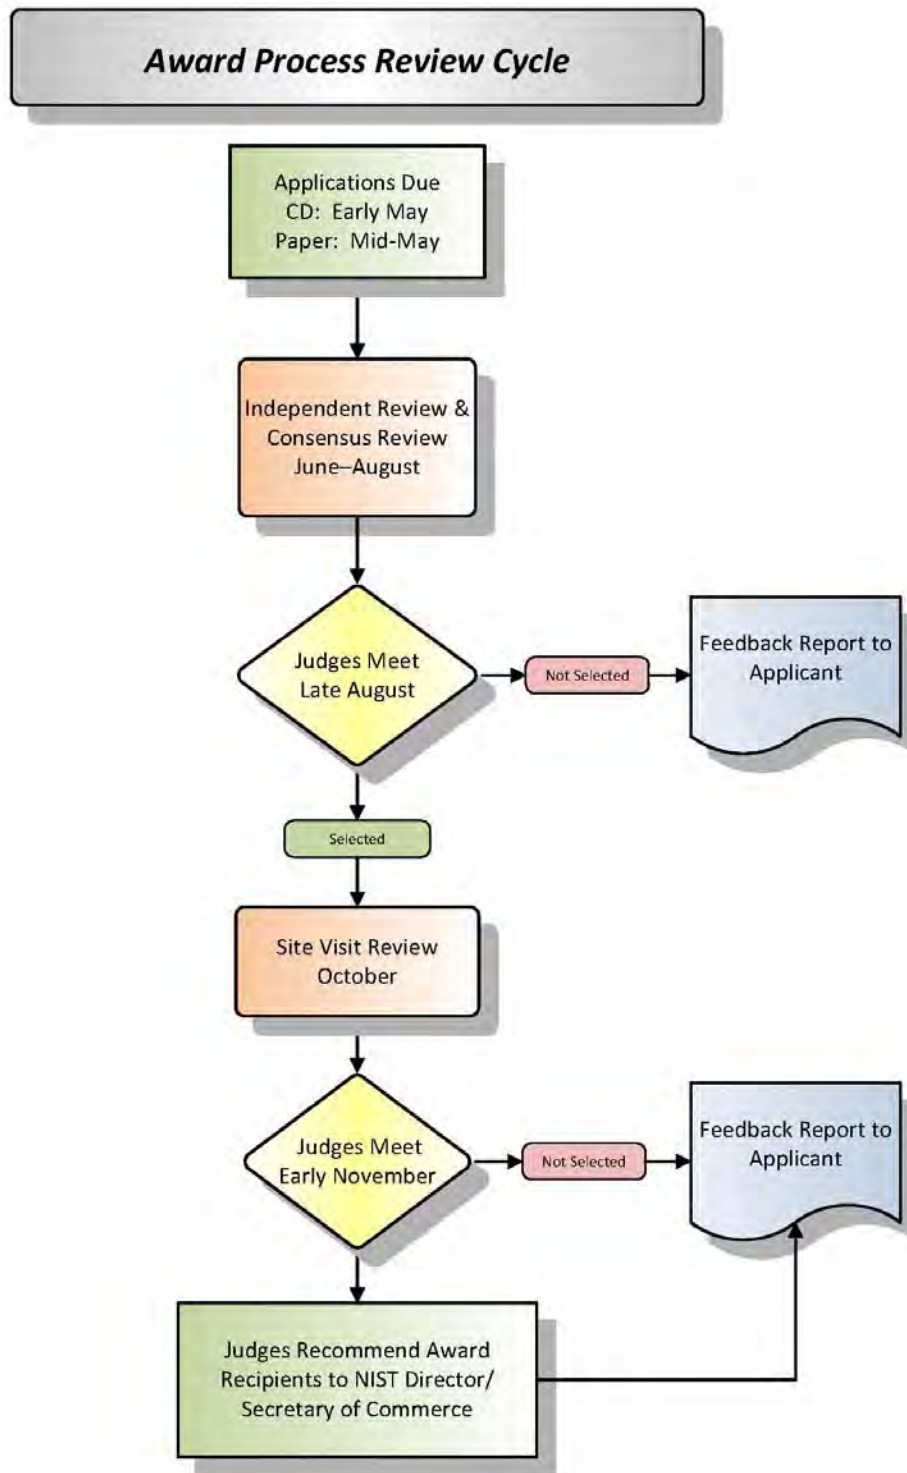 Award Process Review Cycle
Applications Due
CD: Early May
Paper: Mid-May
Independent Review &
Consensus Review
June–August
Judges Meet
Late August
Not Selected
Feedback Report to
Applicant
Selected
Site Visit Review
October
Judges Meet
Early November
Not Selected
Feedback Report to
Applicant
Judges Recommend Award
Recipients to NIST Director/
Secretary of Commerce